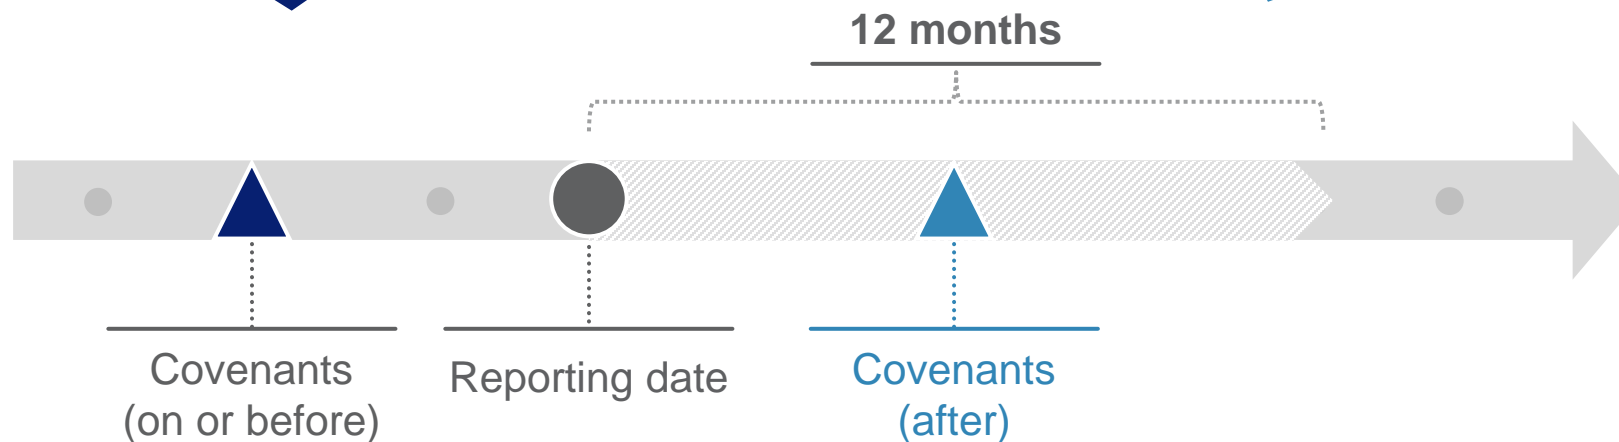 12 months
Covenants
(on or before)
Reporting date
Covenants
(after)